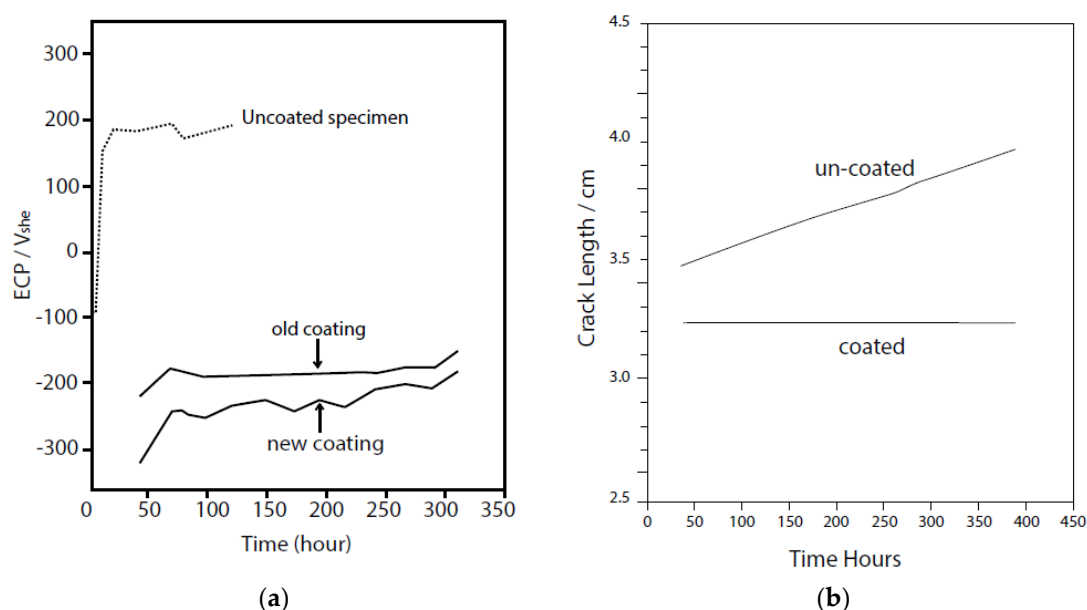 300
200
100
0
-100
-200
-300
ECP / Vshe
Uncoated specimen
old coating
new coating
0 50 100 150 200 250 300 350
Time (hour)
(a)
4.5
4.0
3.5
3.0
2.5
Crack Length / cm
un-coated
coated
0 50 100 150 200 250 300 350 400 450
Time Hours
(b)